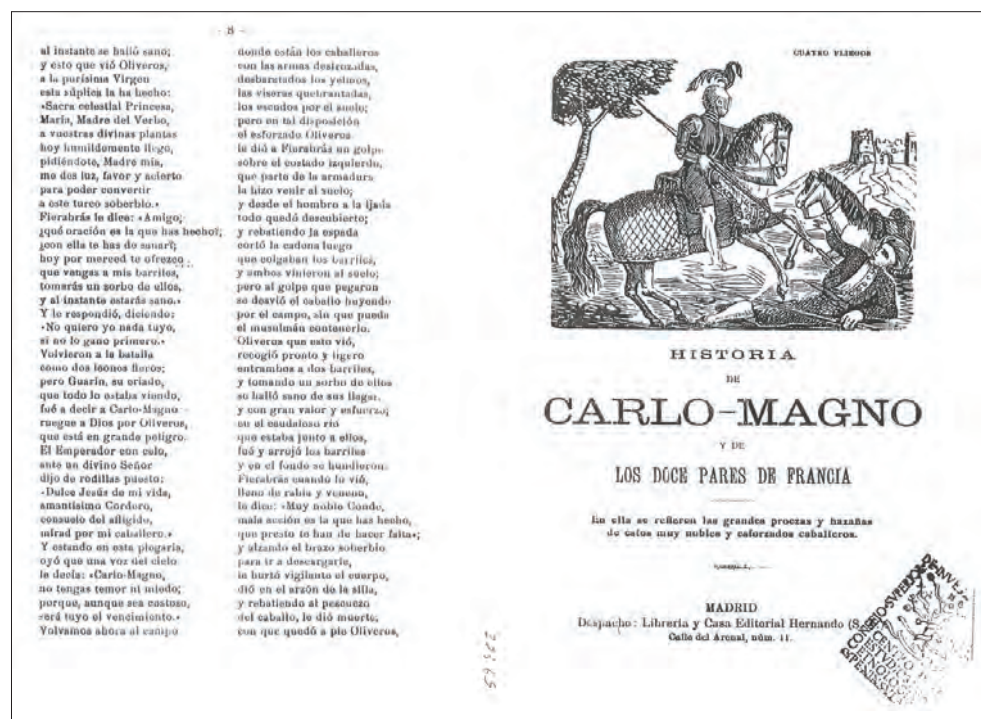 - 8 -
al instante se halló sano;
y esto que vió Oliveros,
a la purísima Virgen
esta súplica la ha hecho:
«Sacra celestial Princesa,
María, Madre del Verbo,
a vuestras divinas plantas
hoy humildemente llego,
pidiéndote, Madre mía,
me des luz, favor y acierto
para poder convertir
a este turco soberbio.»
Fierabrás le dice: «Amigo;
¿qué oración es la que has hecho?;
¿con ella te has de sanar?;
hoy por merced te ofrezco
que vengas a mis barriles,
tomarás un sorbo de ellos,
y al instante estarás sano.»
Y le respondió, diciendo:
«No quiero yo nada tuyo,
si no lo gano primero.»
Volvieron a la batalla
como dos leones fieros;
pero Guarín, su criado,
que todo lo estaba viendo,
fué a decir a Carlo-Magno
ruegue a Dios por Oliveros,
que está en grande peligro.
El Emperador con celo,
ante un divino Señor
dijo de rodillas puesto:
«Dulce Jesús de mi vida,
amantísimo Cordero,
consuelo del afligido,
mirad por mi caballero.»
Y estando en esta plegaria,
oyó que una voz del cielo
le decía: «Carlo-Magno,
no tengas temor ni miedo;
porque, aunque sea costoso,
será tuyo el vencimiento.»
Volvamos ahora al campo
donde están los caballeros
con las armas destrozadas,
desbaratados los yelmos,
las viseras quebrantadas,
los escudos por el suelo;
pero en tal disposición
el esforzado Oliveros
le dió a Fierabrás un golpe
sobre el costado izquierdo,
que parte de la armadura
la hizo venir al suelo;
y desde el hombro a la ijada
todo quedó descubierto;
y rebatiendo la espada
cortó la cadena luego
que colgaban los barriles,
y ambos vinieron al suelo;
pero al golpe que pegaron
se desvió el caballo huyendo
por el campo, sin que pueda
el musulmán contenerlo.
Oliveros que esto vió,
recogió pronto y ligero
entrambos a dos barriles,
y tomando un sorbo de ellos
se halló sano de sus llagas,
y con gran valor y esfuerzo,
en el caudaloso río
que estaba junto a ellos,
fué y arrojó los barriles
y en el fondo se hundieron.
Fierabrás cuando lo vió,
lleno de rabia y veneno,
le dice: «Muy noble Conde,
mala acción es la que has hecho,
que presto te han de hacer falta»;
y alzando el brazo soberbio
para ir a descargarle,
le hurtó vigilante el cuerpo,
dió en el arzón de la silla,
y rebatiendo al pescuezo
del caballo, le dió muerte;
con que quedó a pie Oliveros,
CUATRO PLIEGOS
HISTORIA
DE
CARLO-MAGNO
Y DE
LOS DOCE PARES DE FRANCIA
En ella se refieren las grandes proezas y hazañas
de estos muy nobles y esforzados caballeros.
MADRID
Despacho: Librería y Casa Editorial Hernando (S.
Calle del Arenal, núm. 11.
CONSEJO SUPERIOR DE INVES
CENTRO
ESTUDIOS
DE ETNOLOGIA
PENINSULAR